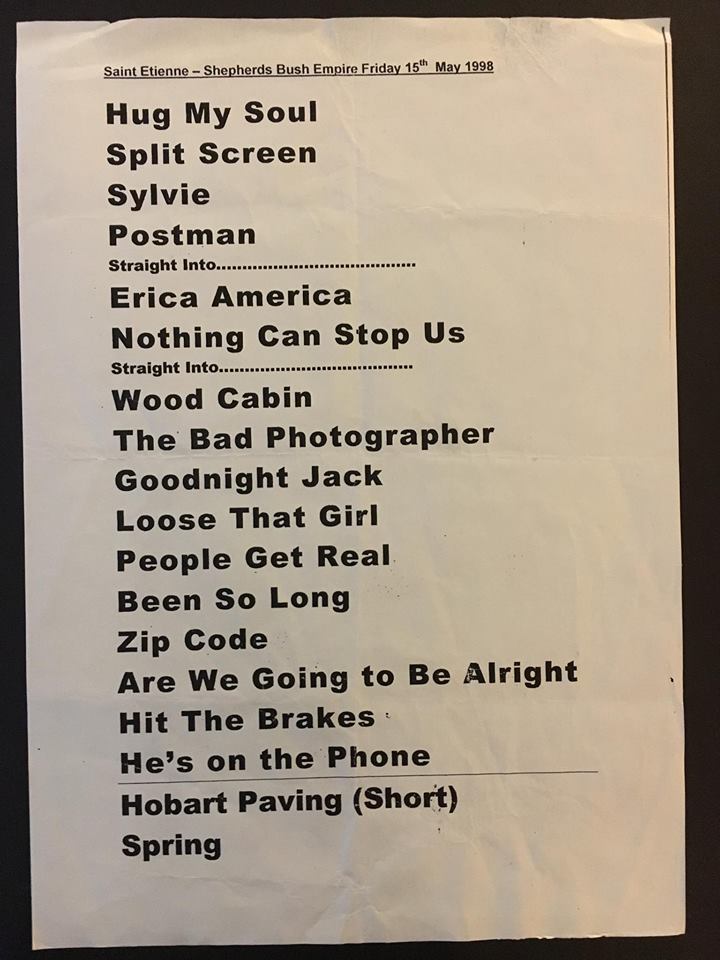 Saint Etienne – Shepherds Bush Empire Friday 15th May 1998
Hug My Soul
Split Screen
Sylvie
Postman
Straight Into..........................................
Erica America
Nothing Can Stop Us
Straight Into.........................................
Wood Cabin
The Bad Photographer
Goodnight Jack
Loose That Girl
People Get Real
Been So Long
Zip Code
Are We Going to Be Alright
Hit The Brakes
He's on the Phone
Hobart Paving (Short)
Spring